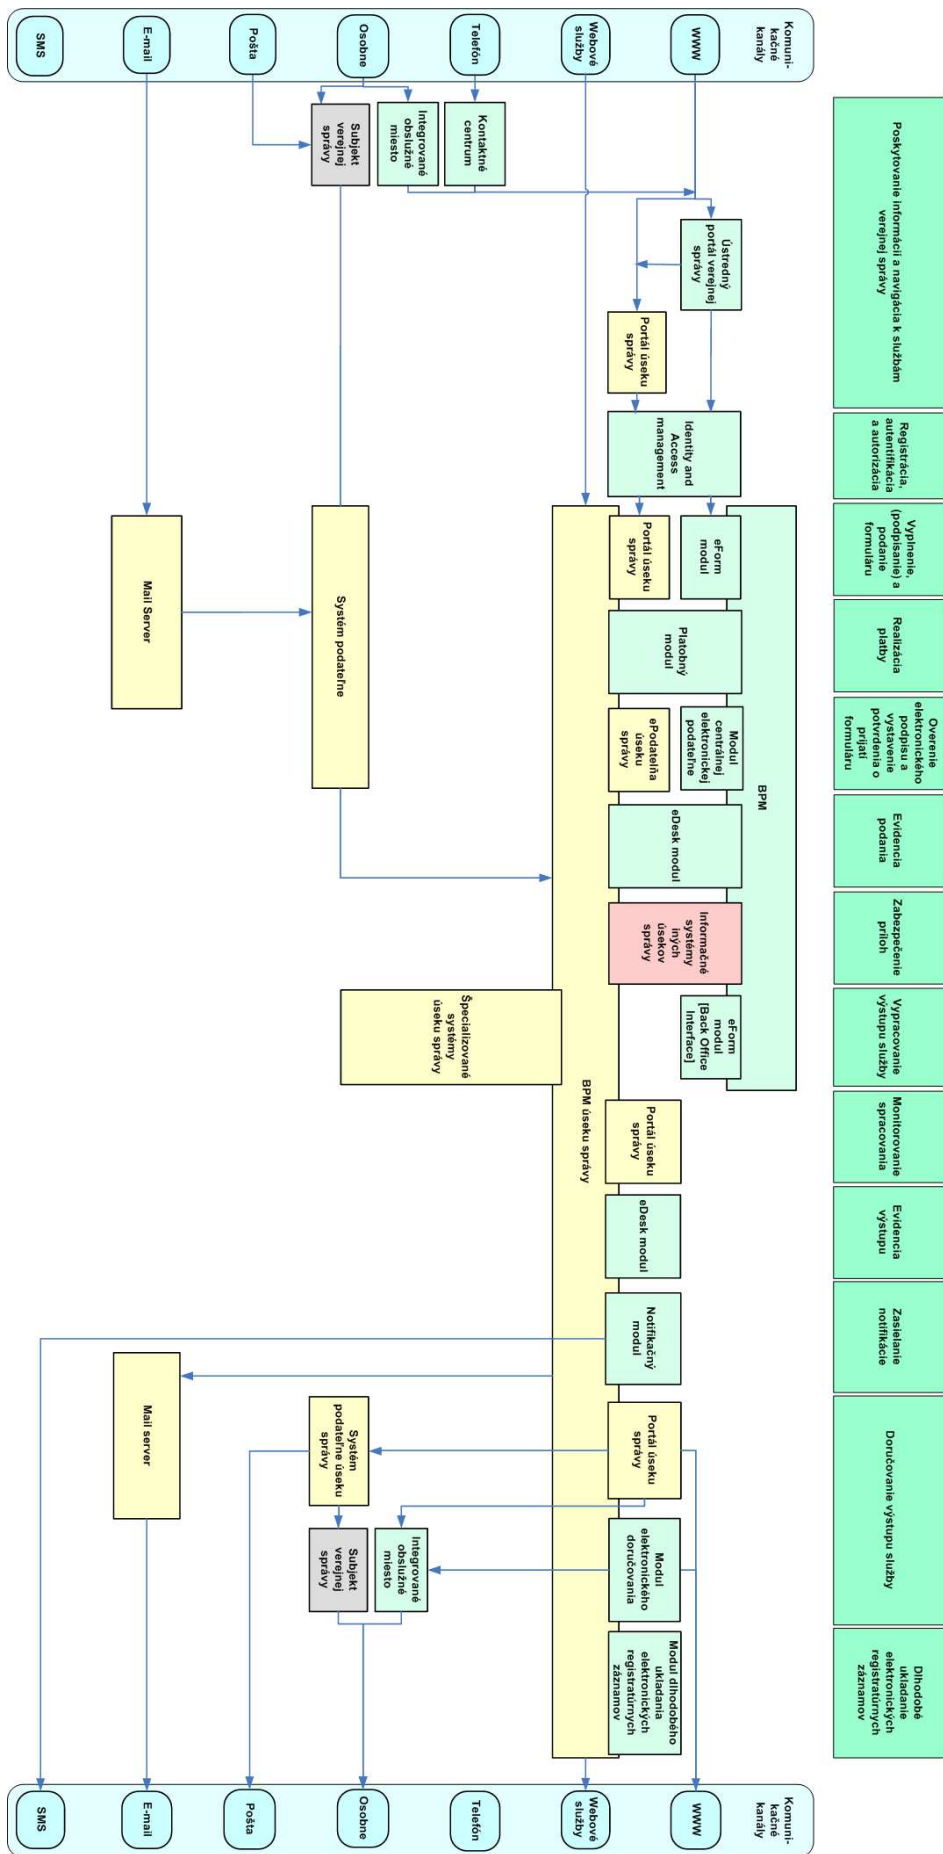 Komuni-
kačné
kanály
WWW
Webové
služby
Telefón
Osobne
Pošta
E-mail
SMS
Poskytovanie informácií a navigácia k službám
verejnej správy
Registrácia,
autentifikácia
a autorizácia
Vyplnenie,
(podpísanie) a
podanie
formuláru
Realizácia
platby
Overenie
elektronického
podpisu a
vystavenie
potvrdenia o
prijatí
formuláru
Evidencia
podania
Zabezpečenie
príloh
Vypracovanie
výstupu služby
Monitorovanie
spracovania
Evidencia
výstupu
Zasielanie
notifikácie
Doručovanie výstupu služby
Dlhodobé
ukladanie
elektronických
registratúrnych
záznamov
Kontaktné
centrum
Integrované
obslužné
miesto
Subjekt
verejnej
správy
Ústredný
portál verejnej
správy
Portál úseku
správy
Identity and
Access
management
BPM
eForm
modul
Portál úseku
správy
Platobný
modul
Modul
centrálnej
elektronickej
podateľne
ePodateľňa
úseku
správy
eDesk modul
Informačné
systémy
iných
úsekov
správy
eForm
modul
[Back Office
Interface]
Portál úseku
správy
eDesk modul
Notifikačný
modul
Portál úseku
správy
Modul
elektronického
doručovania
Modul dlhodobého
ukladania
elektronických
registratúrnych
záznamov
BPM úseku správy
Špecializované
systémy
úseku správy
Systém podateľne
Mail Server
Mail server
Systém
podateľne úseku
správy
Integrované
obslužné
miesto
Subjekt
verejnej
správy
Komuni-
kačné
kanály
WWW
Webové
služby
Telefón
Osobne
Pošta
E-mail
SMS